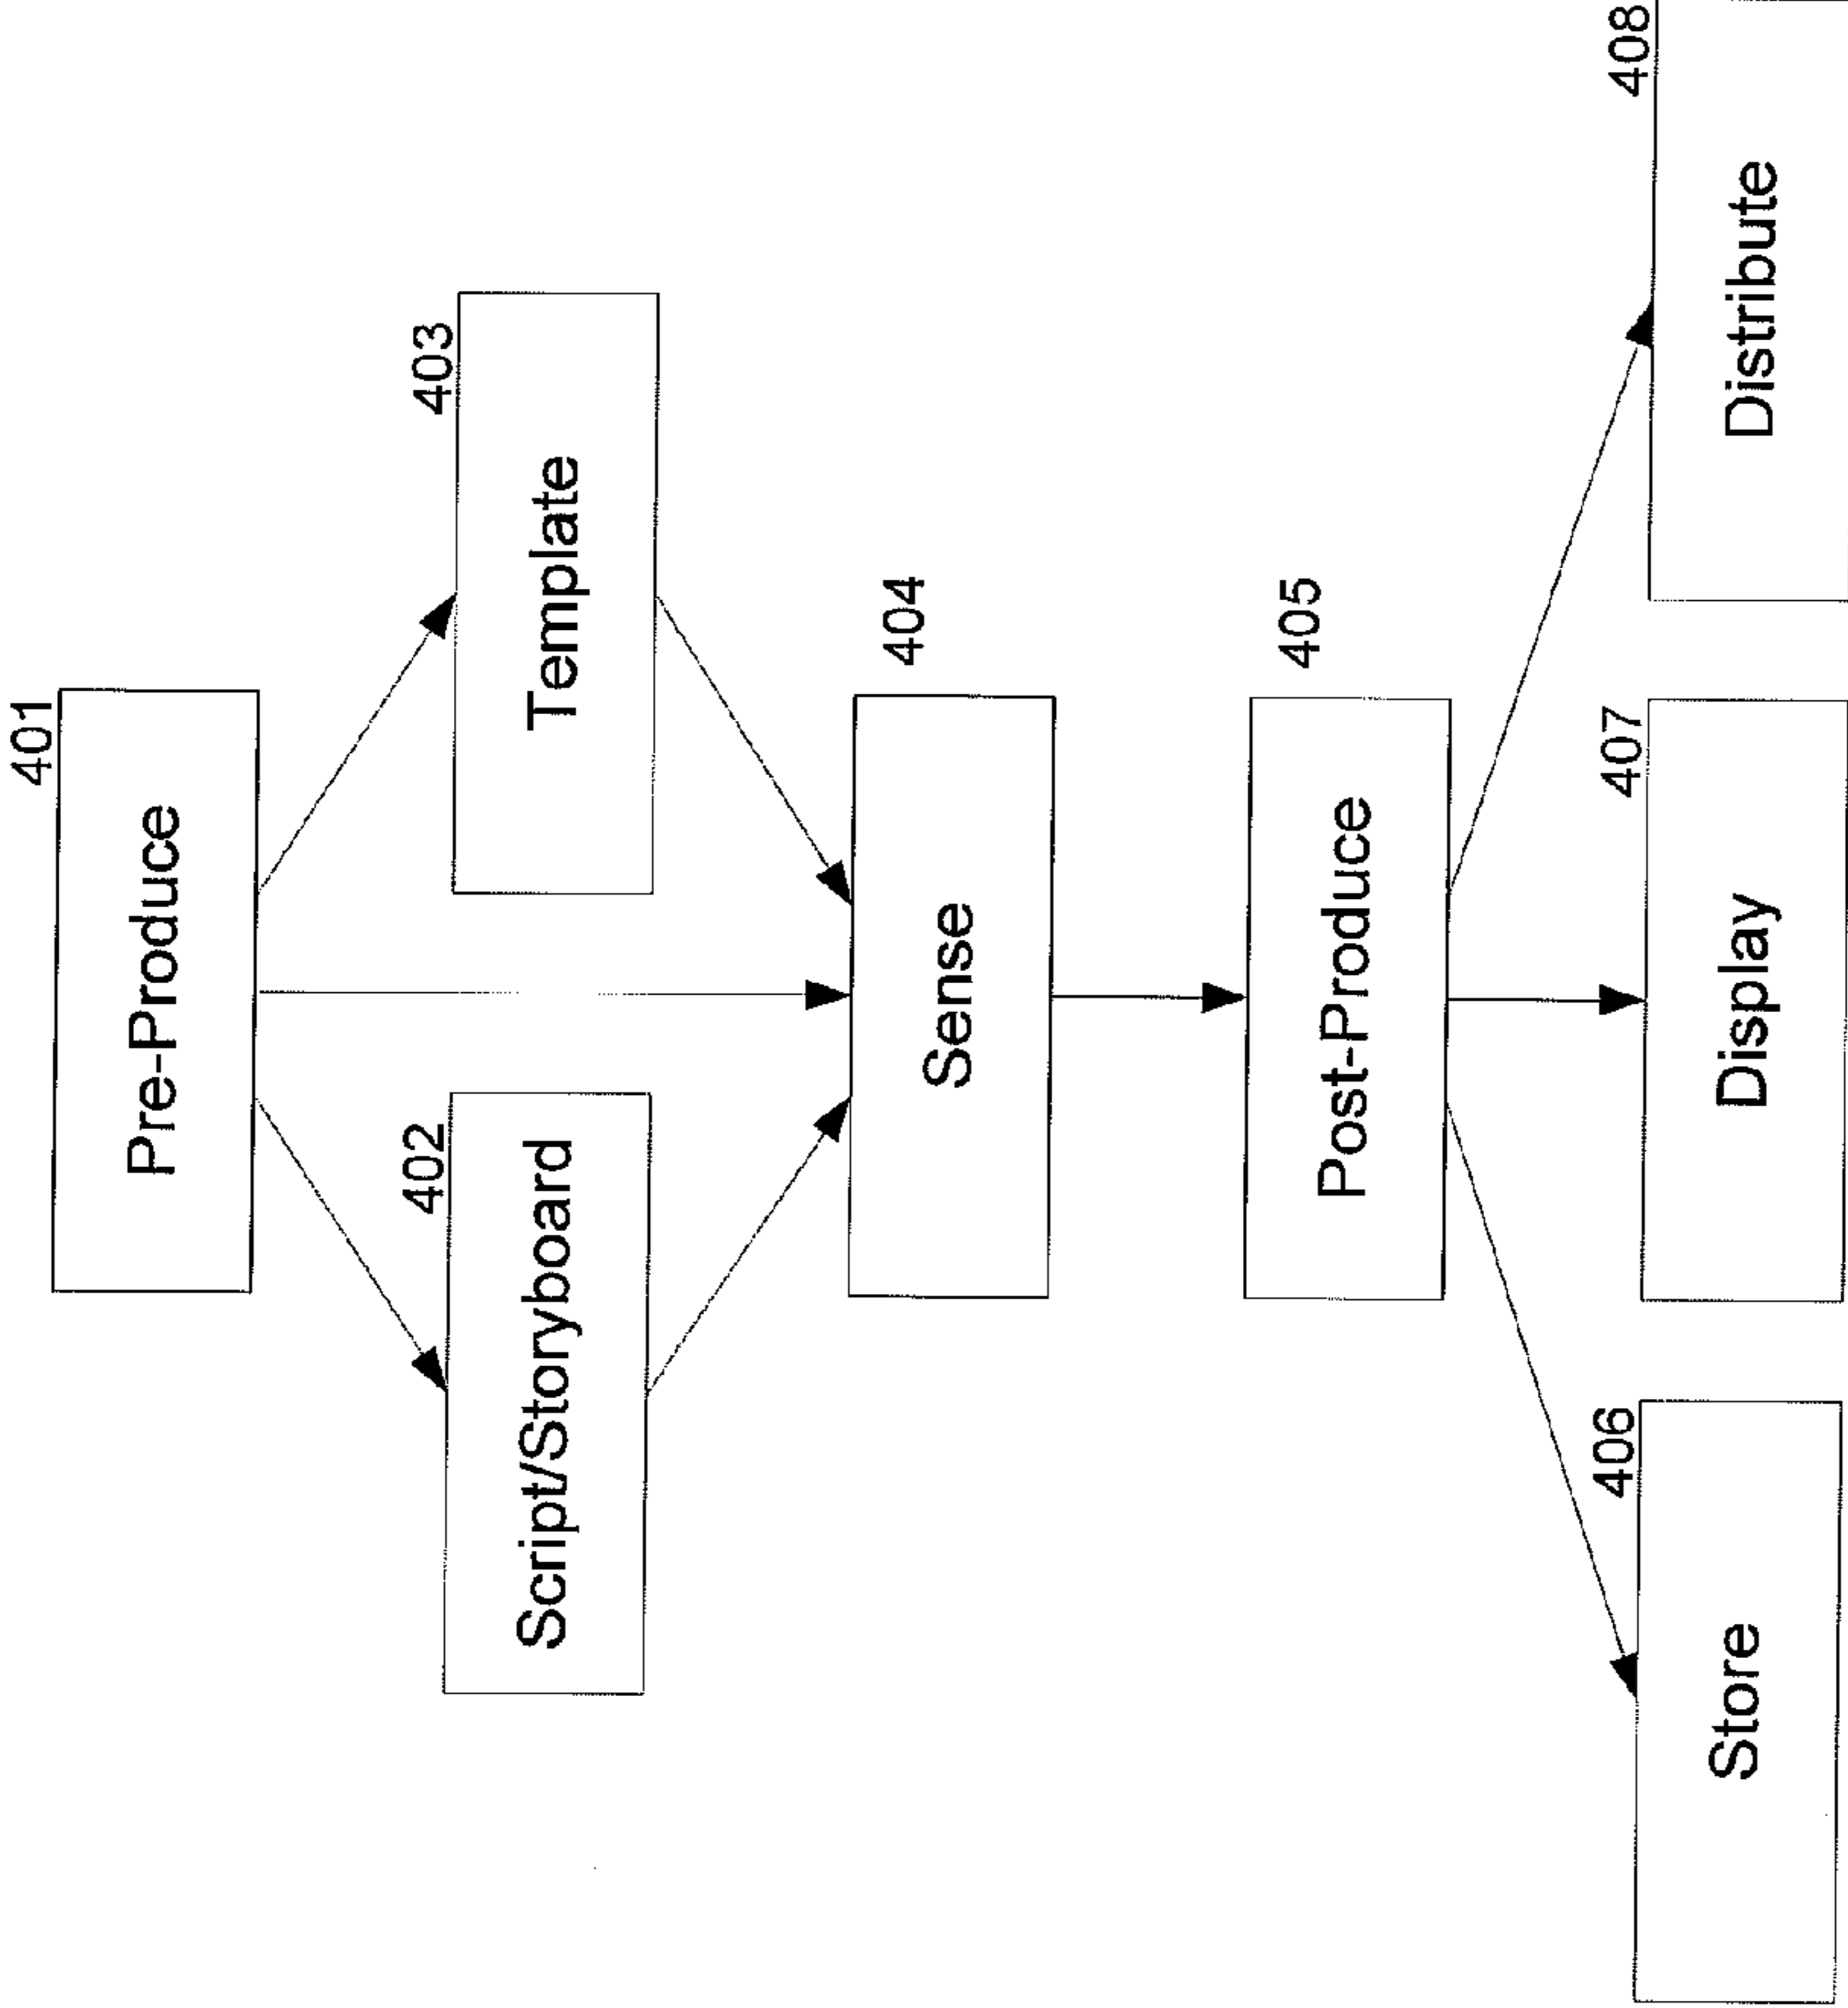 401
Pre-Produce
402
Script/Storyboard
403
Template
404
Sense
405
Post-Produce
406
Store
407
Display
408
Distribute